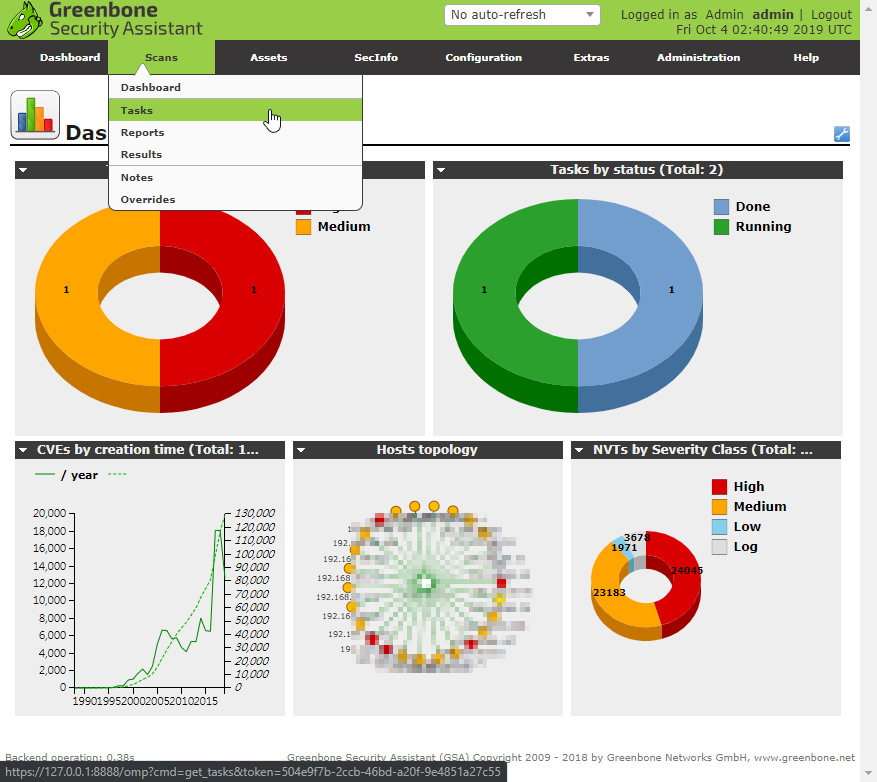 Greenbone
Security Assistant
No auto-refresh
Logged in as Admin admin | Logout
Fri Oct 4 02:40:49 2019 UTC
Dashboard Scans Assets SecInfo Configuration Extras Administration Help
Dashboard
Tasks
Reports
Results
Notes
Overrides
Tasks by status (Total: 2)
Medium
1
1
Done
Running
1
1
CVEs by creation time (Total: 1...
/ year
20,000
18,000
16,000
14,000
12,000
10,000
8,000
6,000
4,000
2,000
0
130,000
120,000
110,000
100,000
90,000
80,000
70,000
60,000
50,000
40,000
30,000
20,000
10,000
0
1990 1995 2000 2005 2010 2015
Hosts topology
192.
192.16
192.168
192.168.
192.16
192.1
19
NVTs by Severity Class (Total: ...
High
Medium
Low
Log
3678
1971
24045
23183
Backend operation: 0.38s
Greenbone Security Assistant (GSA) Copyright 2009 - 2018 by Greenbone Networks GmbH, www.greenbone.net
https://127.0.0.1:8888/omp?cmd=get_tasks&token=504e9f7b-2ccb-46bd-a20f-9e4851a27c55